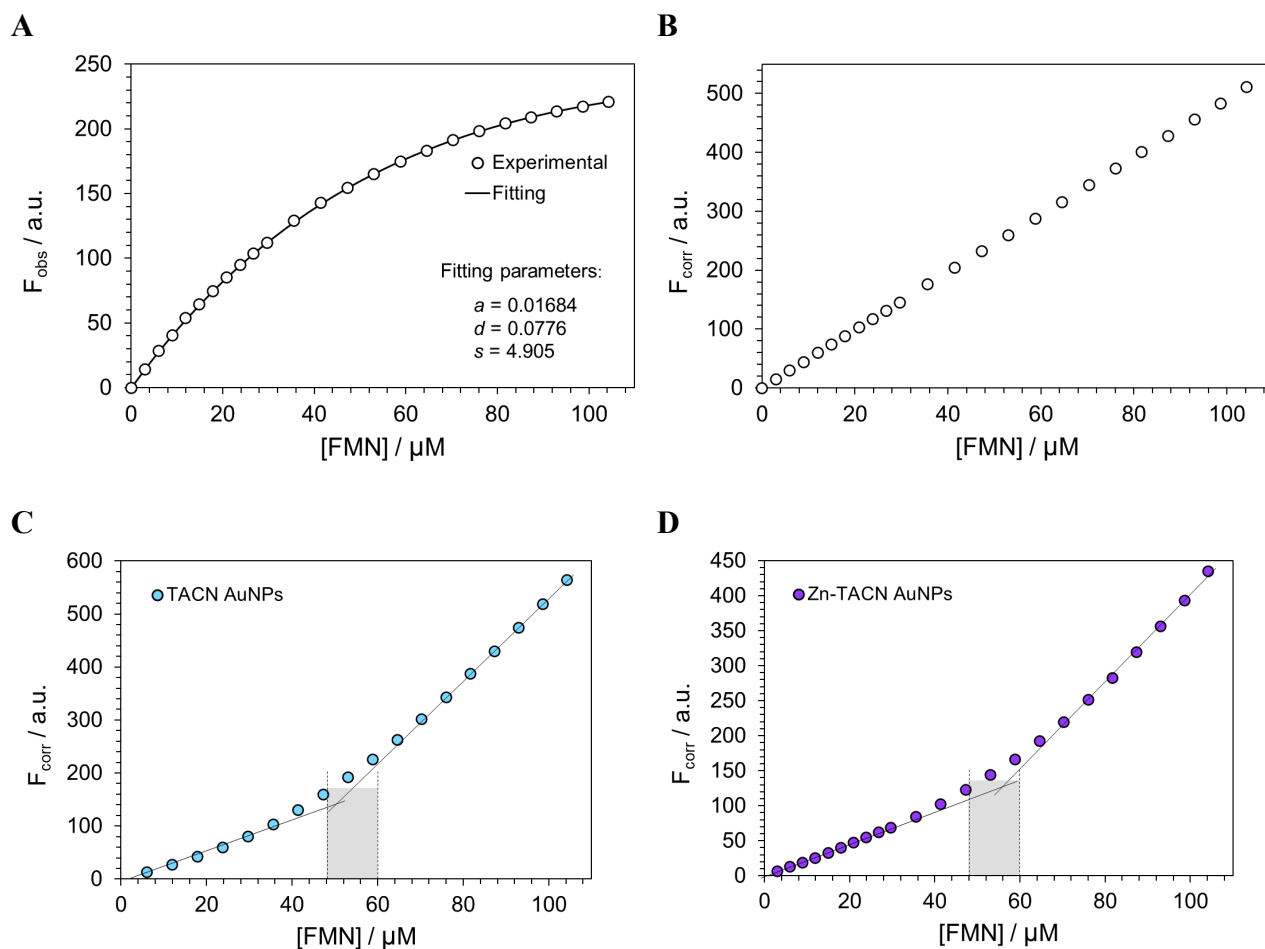 A
250
200
150
100
50
0
0 20 40 60 80 100
F_obs / a.u.
[FMN] / µM
Experimental
Fitting
Fitting parameters:
a = 0.01684
d = 0.0776
s = 4.905
B
500
400
300
200
100
0
0 20 40 60 80 100
F_corr / a.u.
[FMN] / µM
C
600
500
400
300
200
100
0
0 20 40 60 80 100
F_corr / a.u.
[FMN] / µM
TACN AuNPs
D
450
400
350
300
250
200
150
100
50
0
0 20 40 60 80 100
F_corr / a.u.
[FMN] / µM
Zn-TACN AuNPs